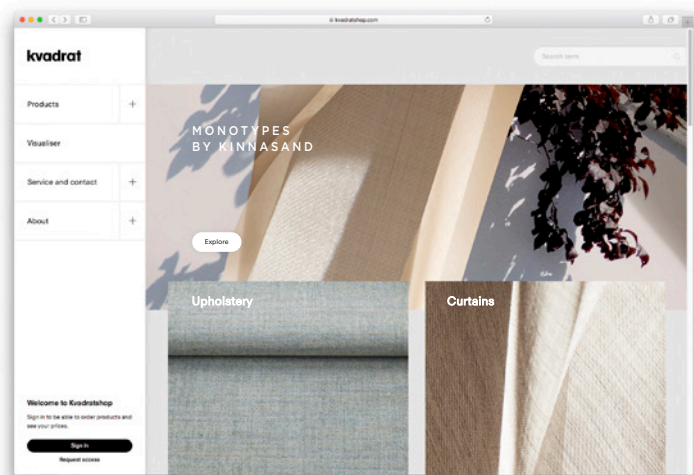 kvadratshop.com
kvadrat
Search term
Products
Visualiser
Service and contact
About
MONOTYPES
BY KINNASAND
Explore
Upholstery
Curtains
Welcome to Kvadratshop
Sign in to be able to order products and
see your prices.
Sign in
Request access